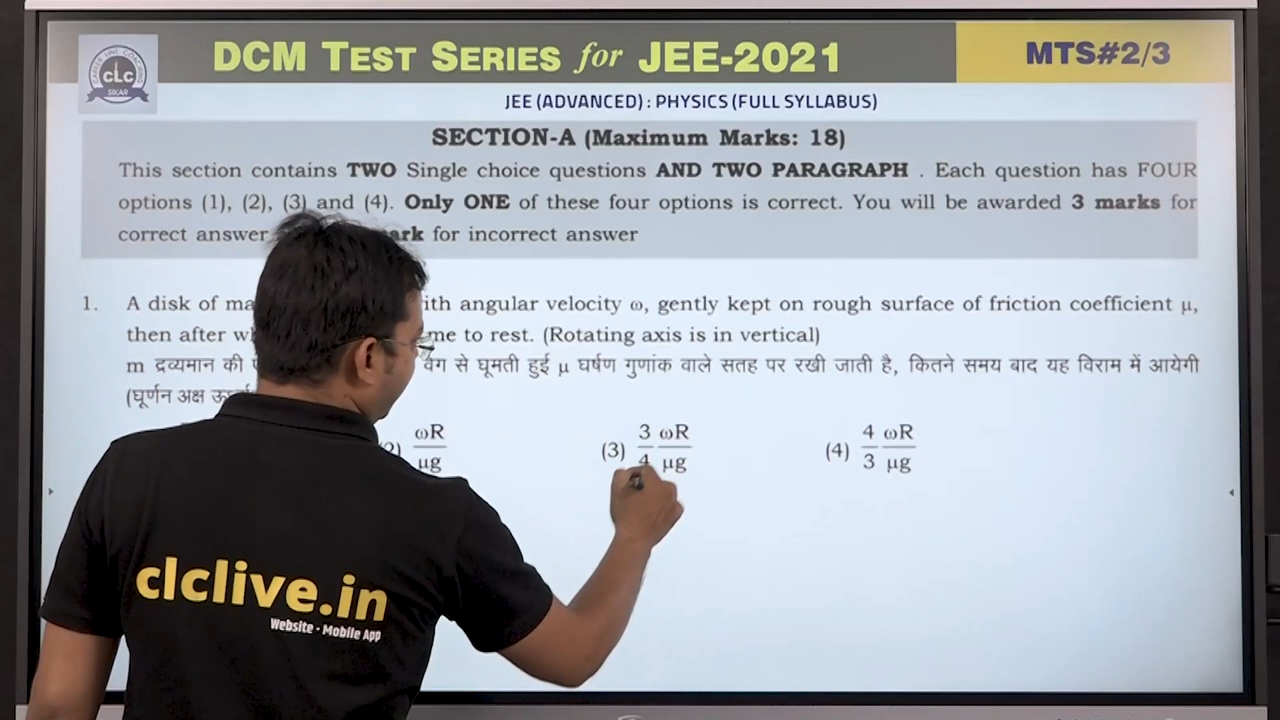 DCM TEST SERIES for JEE-2021
MTS#2/3
CAREER LINE COACHING
CLC
SIKAR
JEE (ADVANCED) : PHYSICS (FULL SYLLABUS)
SECTION-A (Maximum Marks: 18)
This section contains TWO Single choice questions AND TWO PARAGRAPH . Each question has FOUR
options (1), (2), (3) and (4). Only ONE of these four options is correct. You will be awarded 3 marks for
correct answer for incorrect answer
1. A disk of angular velocity ω, gently kept on rough surface of friction coefficient μ,
then after to rest. (Rotating axis is in vertical)
m द्रव्यमान की से घूमती हुई μ घर्षण गुणांक वाले सतह पर रखी जाती है, कितने समय बाद यह विराम में आयेगी
(घूर्णन अक्ष
ωR/μg (3) 3/4 ωR/μg (4) 4/3 ωR/μg
clclive.in
Website - Mobile App